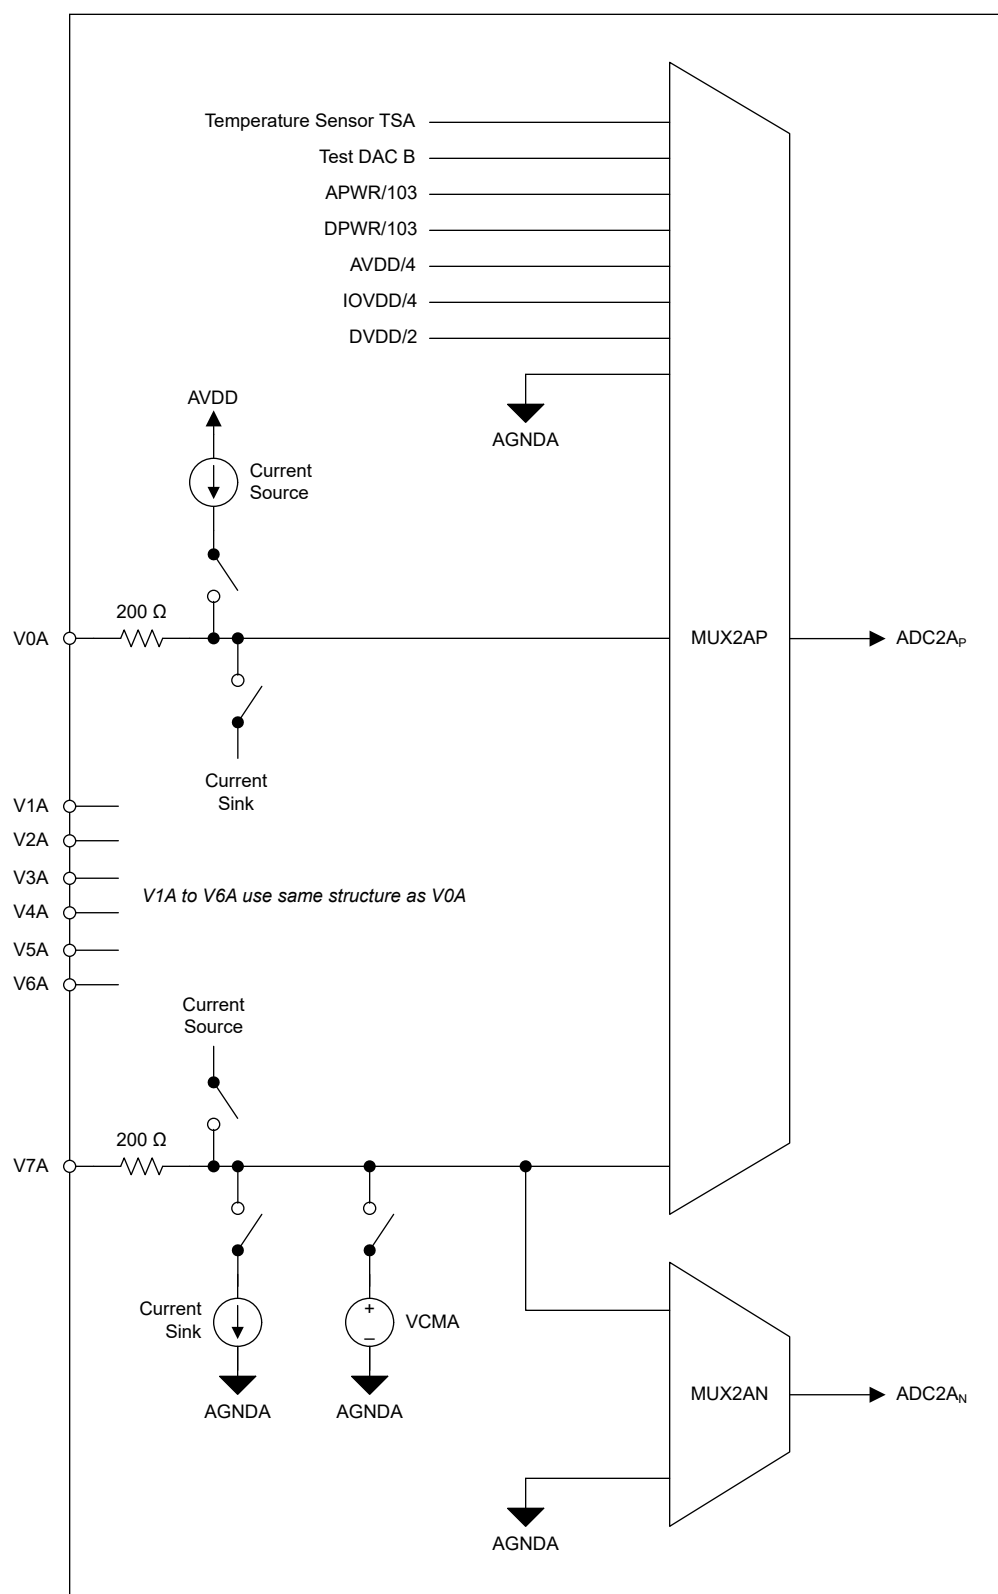 Temperature Sensor TSA
Test DAC B
APWR/103
DPWR/103
AVDD/4
IOVDD/4
DVDD/2
AGNDA
AVDD
Current
Source
200 Ω
V0A
MUX2AP
ADC2AP
Current
Sink
V1A
V2A
V3A
V1A to V6A use same structure as V0A
V4A
V5A
V6A
Current
Source
200 Ω
V7A
Current
Sink
+
–
VCMA
AGNDA
AGNDA
MUX2AN
ADC2AN
AGNDA